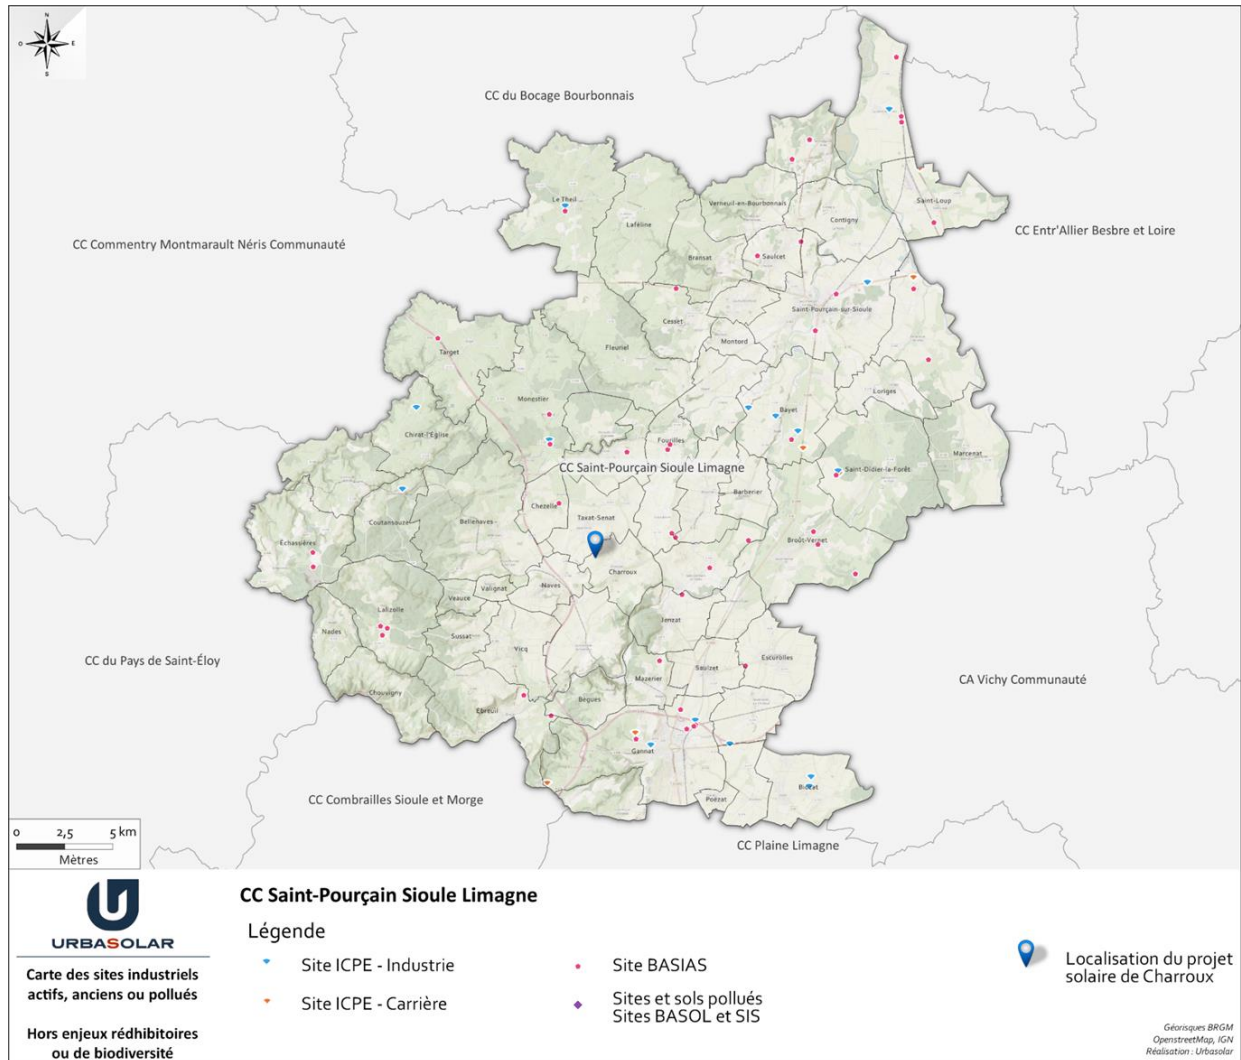 N
O
E
S
CC du Bocage Bourbonnais
CC Commentry Montmarault Néris Communauté
CC Entr'Allier Besbre et Loire
Le Theil
Laféline
Verneuil-en-Bourbonnais
Contigny
Saint-Loup
Bransat
Saulcet
Saint-Pourçain-sur-Sioule
Cesset
Montord
Fleuriel
Target
Loriges
Monestier
Bayet
Chirat-l'Église
Fourilles
Marcenat
CC Saint-Pourçain Sioule Limagne
Saint-Didier-la-Forêt
Barberier
Chezelle
Taxat-Senat
Coutansouze
Bellenaves
Échassières
Broût-Vernet
Charroux
Naves
Valignat
Veauce
Lalizolle
Jenzat
Nades
Sussat
Vicq
Escurolles
Saulzet
Mazerier
CC du Pays de Saint-Éloy
CA Vichy Communauté
Chouvigny
Ébreuil
Bègues
Gannat
Biozat
Poëzat
CC Combrailles Sioule et Morge
CC Plaine Limagne
0 2,5 5 km
Mètres
URBASOLAR
Carte des sites industriels
actifs, anciens ou pollués
Hors enjeux rédhibitoires
ou de biodiversité
CC Saint-Pourçain Sioule Limagne
Légende
Site ICPE - Industrie
Site ICPE - Carrière
Site BASIAS
Sites et sols pollués
Sites BASOL et SIS
Localisation du projet
solaire de Charroux
Géorisques BRGM
OpenstreetMap, IGN
Réalisation : Urbasolar